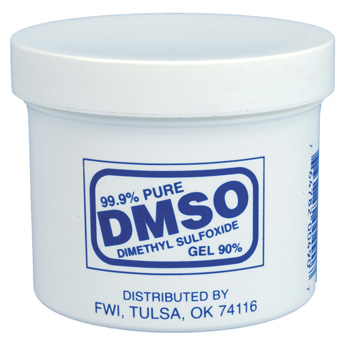 99.9% PURE
DMSO
DIMETHYL SULFOXIDE
GEL 90%
DISTRIBUTED BY
FWI, TULSA, OK 74116